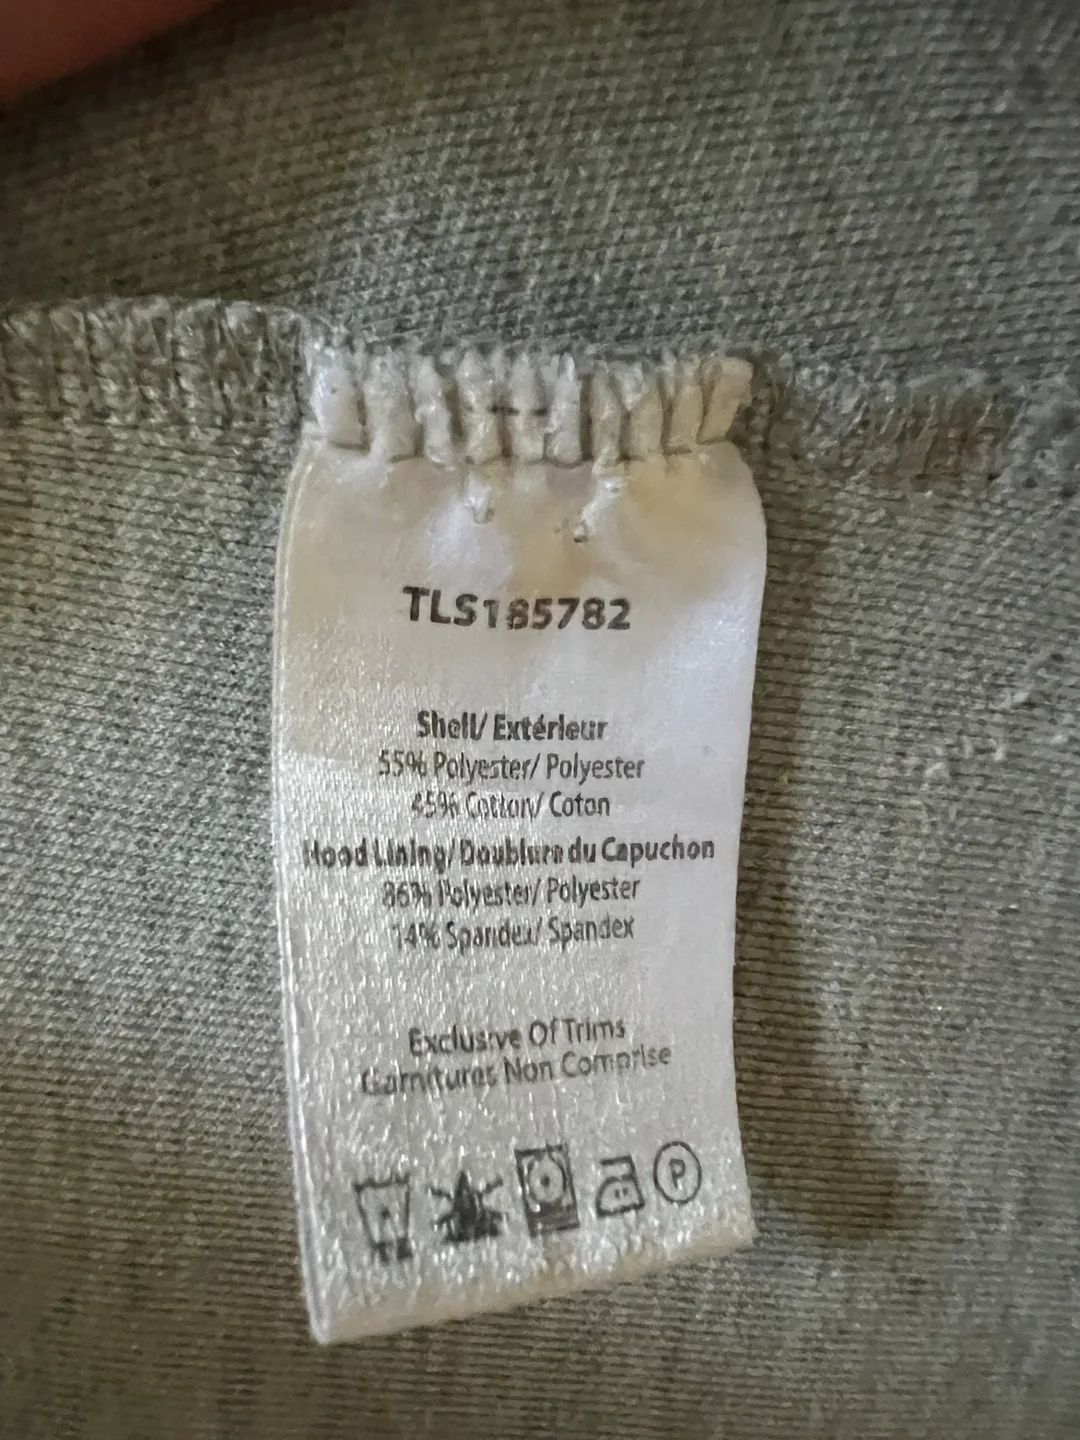 TLS185782
Shell/ Extérieur
55% Polyester/ Polyester
45% Cotton/ Coton
Hood Lining/ Doublure du Capuchon
86% Polyester/ Polyester
14% Spandex/ Spandex
Exclusive Of Trims
Garnitures Non Comprise
P